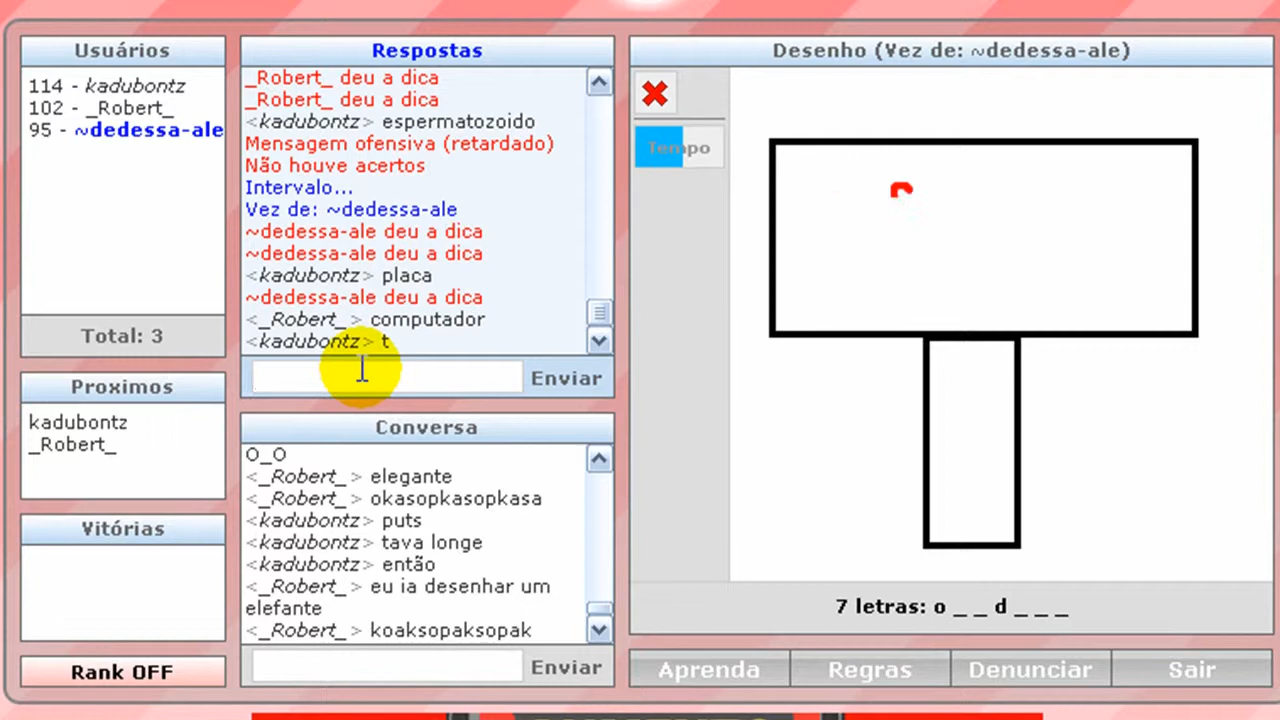 Usuários
114 - kadubontz
102 - _Robert_
95 - ~dedessa-ale
Total: 3
Proximos
kadubontz
_Robert_
Vitórias
Rank OFF
Respostas
_Robert_ deu a dica
_Robert_ deu a dica
<kadubontz> espermatozoido
Mensagem ofensiva (retardado)
Não houve acertos
Intervalo...
Vez de: ~dedessa-ale
~dedessa-ale deu a dica
~dedessa-ale deu a dica
<kadubontz> placa
~dedessa-ale deu a dica
<_Robert_> computador
<kadubontz> t
Enviar
Conversa
O_O
<_Robert_> elegante
<_Robert_> okasopkasopkasa
<kadubontz> puts
<kadubontz> tava longe
<kadubontz> então
<_Robert_> eu ia desenhar um
elefante
<_Robert_> koaksopaksopak
Enviar
Desenho (Vez de: ~dedessa-ale)
Tempo
7 letras: o _ _ d _ _ _
Aprenda
Regras
Denunciar
Sair